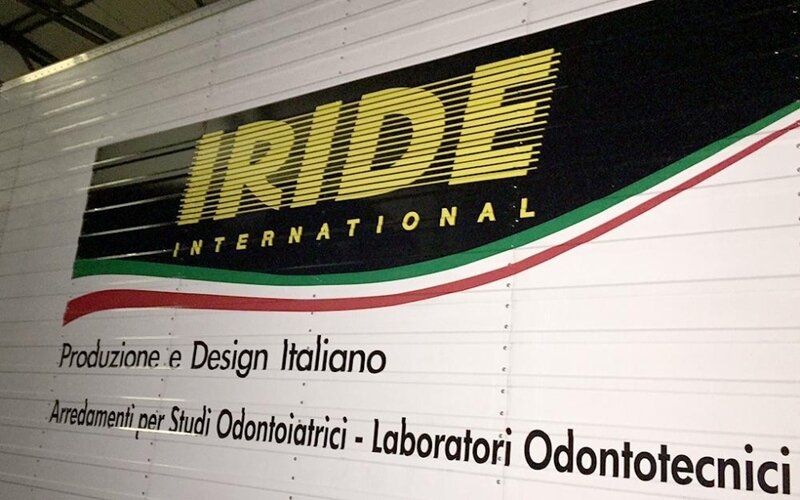 IRIDE
INTERNATIONAL
Produzione e Design Italiano
Arredamenti per Studi Odontoiatrici - Laboratori Odontotecnici